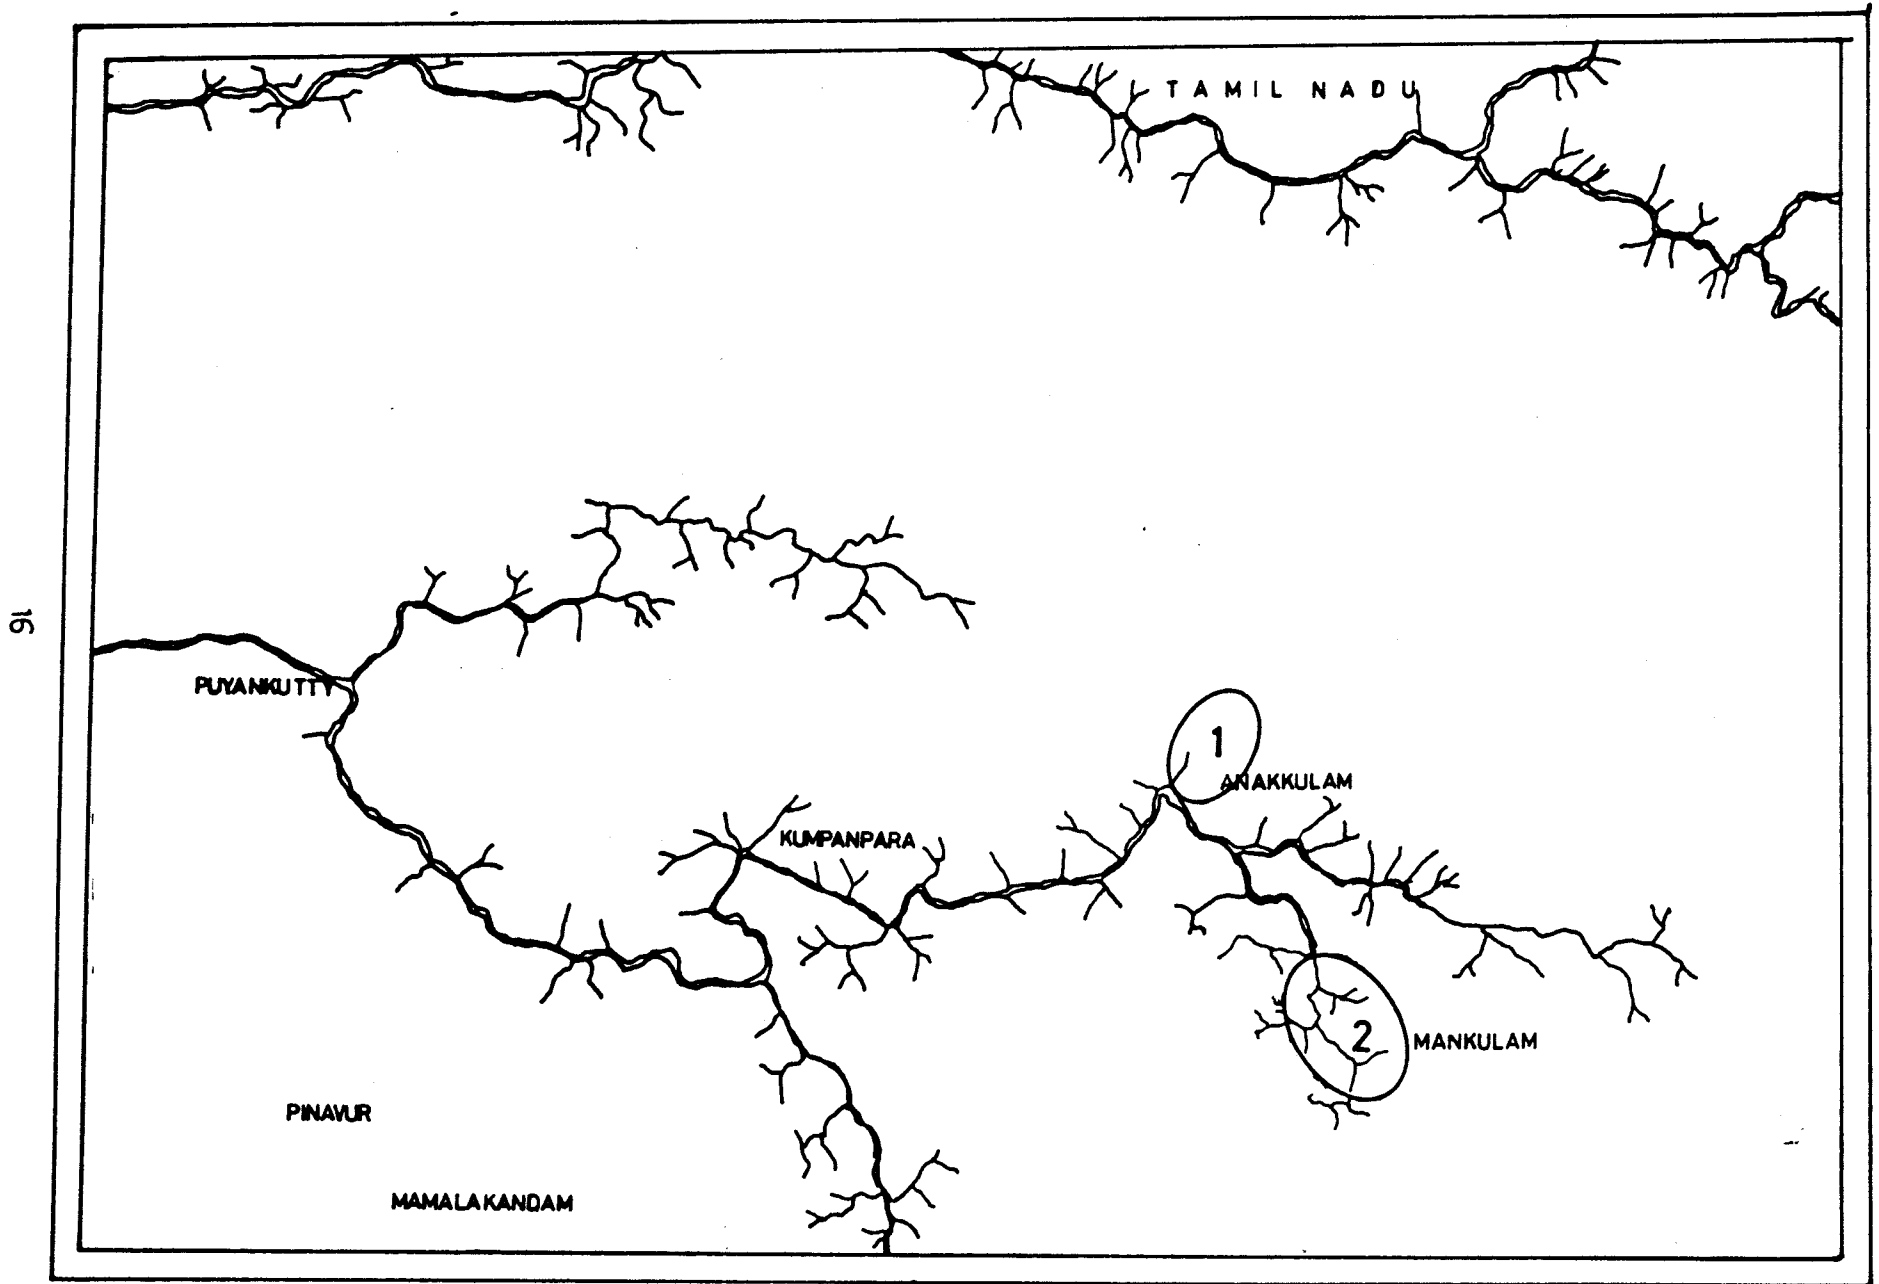 TAMIL NADU
16
PUYANKUTTY
1
ANAKKULAM
KUMPANPARA
2
MANKULAM
PINAVUR
MAMALAKANDAM